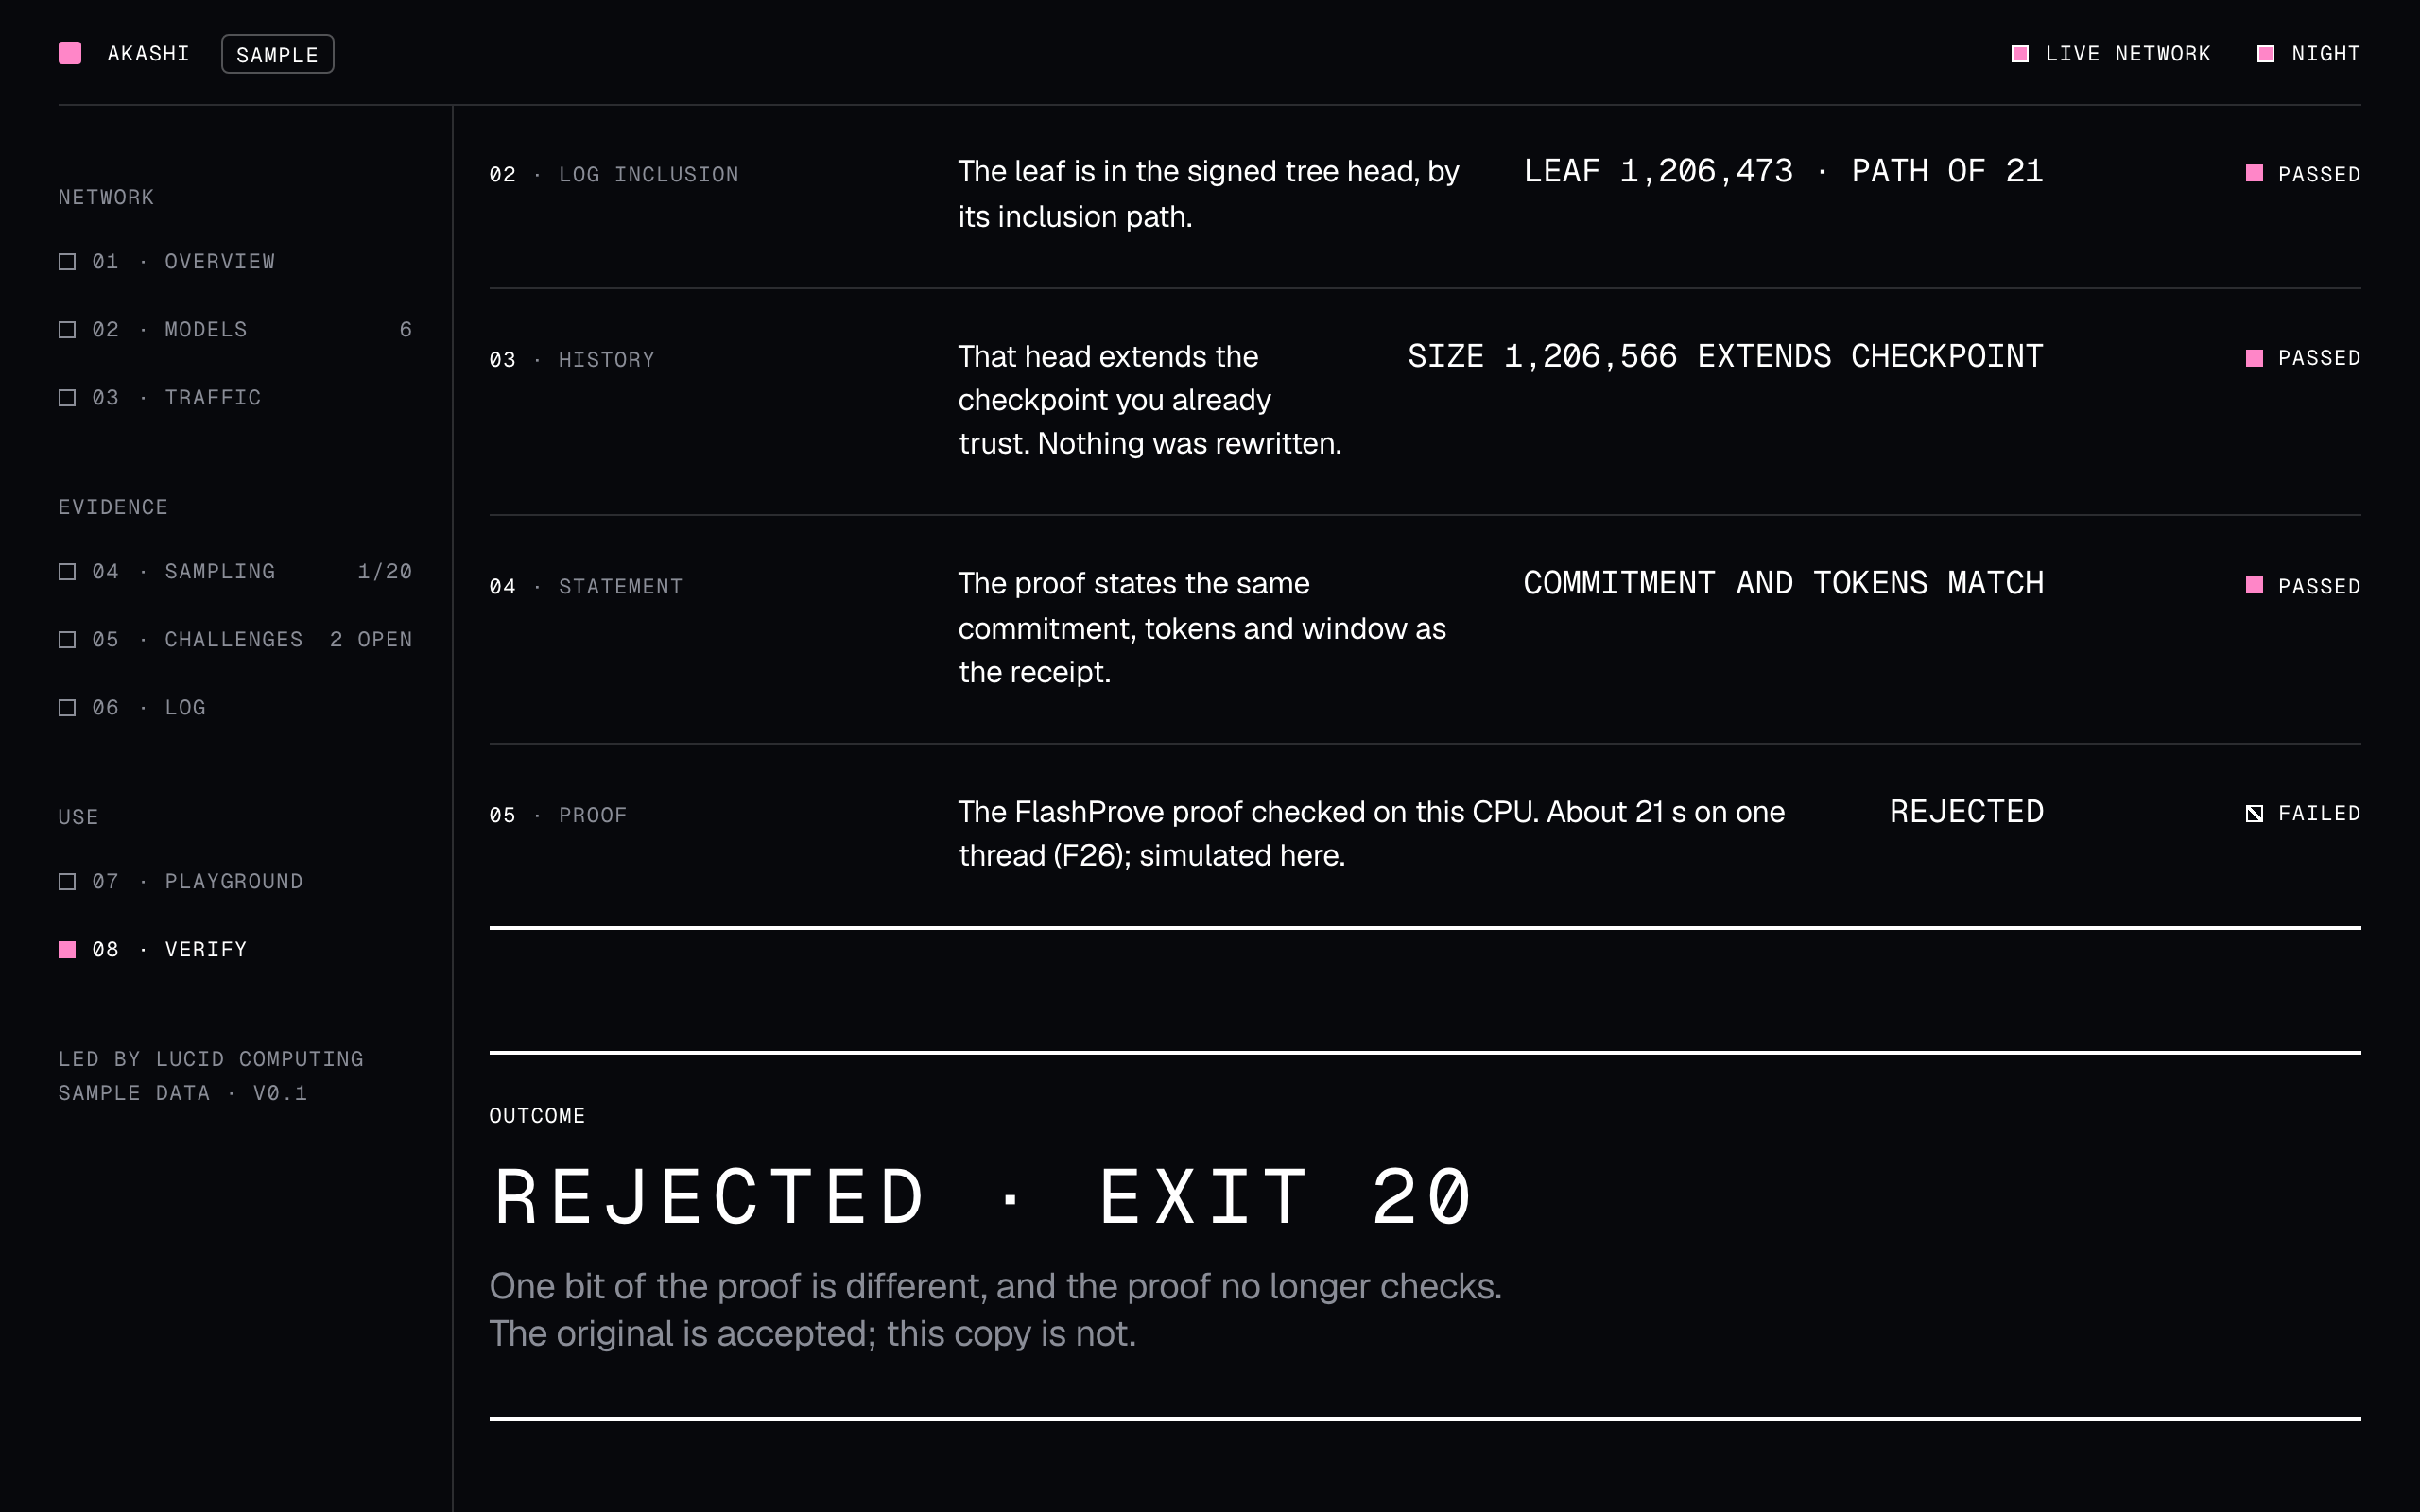 AKASHI SAMPLE
LIVE NETWORK NIGHT
NETWORK
01 · OVERVIEW
02 · MODELS 6
03 · TRAFFIC
EVIDENCE
04 · SAMPLING 1/20
05 · CHALLENGES 2 OPEN
06 · LOG
USE
07 · PLAYGROUND
08 · VERIFY
LED BY LUCID COMPUTING
SAMPLE DATA · V0.1
02 · LOG INCLUSION
The leaf is in the signed tree head, by
its inclusion path.
LEAF 1,206,473 · PATH OF 21
PASSED
03 · HISTORY
That head extends the
checkpoint you already
trust. Nothing was rewritten.
SIZE 1,206,566 EXTENDS CHECKPOINT
PASSED
04 · STATEMENT
The proof states the same
commitment, tokens and window as
the receipt.
COMMITMENT AND TOKENS MATCH
PASSED
05 · PROOF
The FlashProve proof checked on this CPU. About 21 s on one
thread (F26); simulated here.
REJECTED
FAILED
OUTCOME
REJECTED · EXIT 20
One bit of the proof is different, and the proof no longer checks.
The original is accepted; this copy is not.